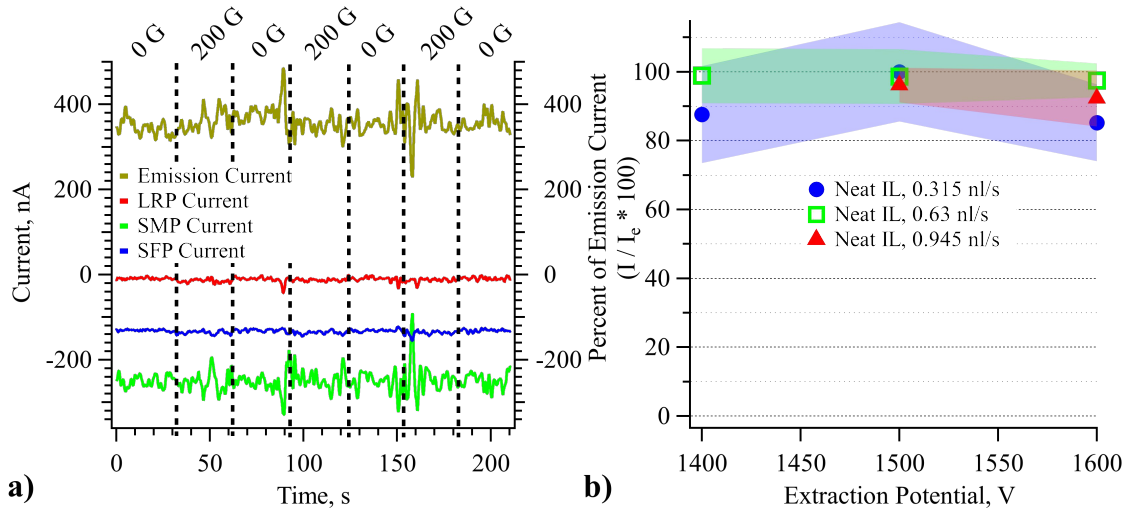 0 G 200 G 0 G 200 G 0 G 200 G 0 G
400
200
0
-200
400
200
0
-200
Current, nA
Emission Current
LRP Current
SMP Current
SFP Current
0 50 100 150 200
Time, s
a)
Percent of Emission Current
(I / Ie * 100)
100
80
60
40
20
0
Neat IL, 0.315 nl/s
Neat IL, 0.63 nl/s
Neat IL, 0.945 nl/s
1400 1450 1500 1550 1600
Extraction Potential, V
b)